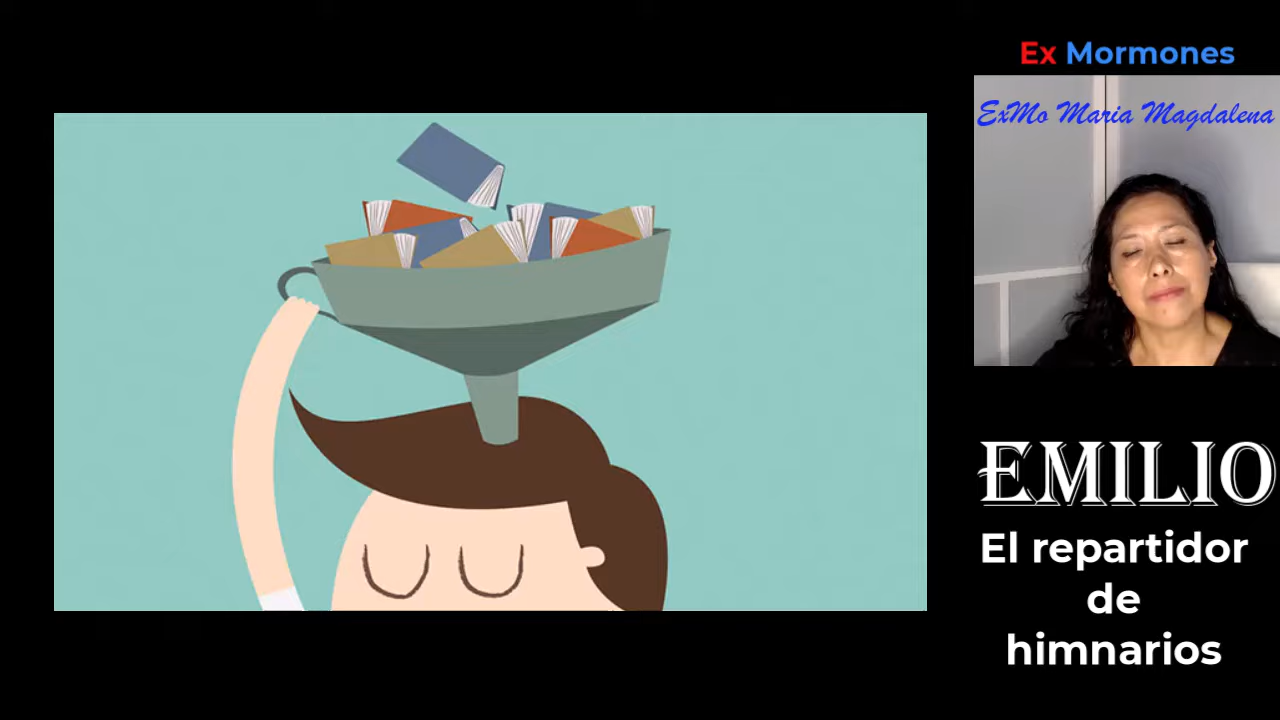 Ex Mormones
ExMo Maria Magdalena
EMILIO
El repartidor
de
himnarios